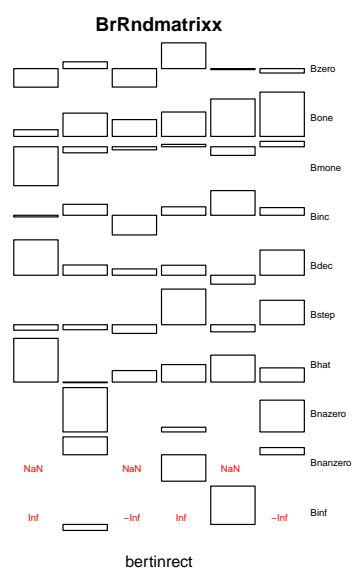 BrRndmatrixx
Bzero
Bone
Bmone
Binc
Bdec
Bstep
Bhat
Bnazero
Bnanzero
NaN NaN NaN
Inf −Inf Inf −Inf Binf
bertinrect